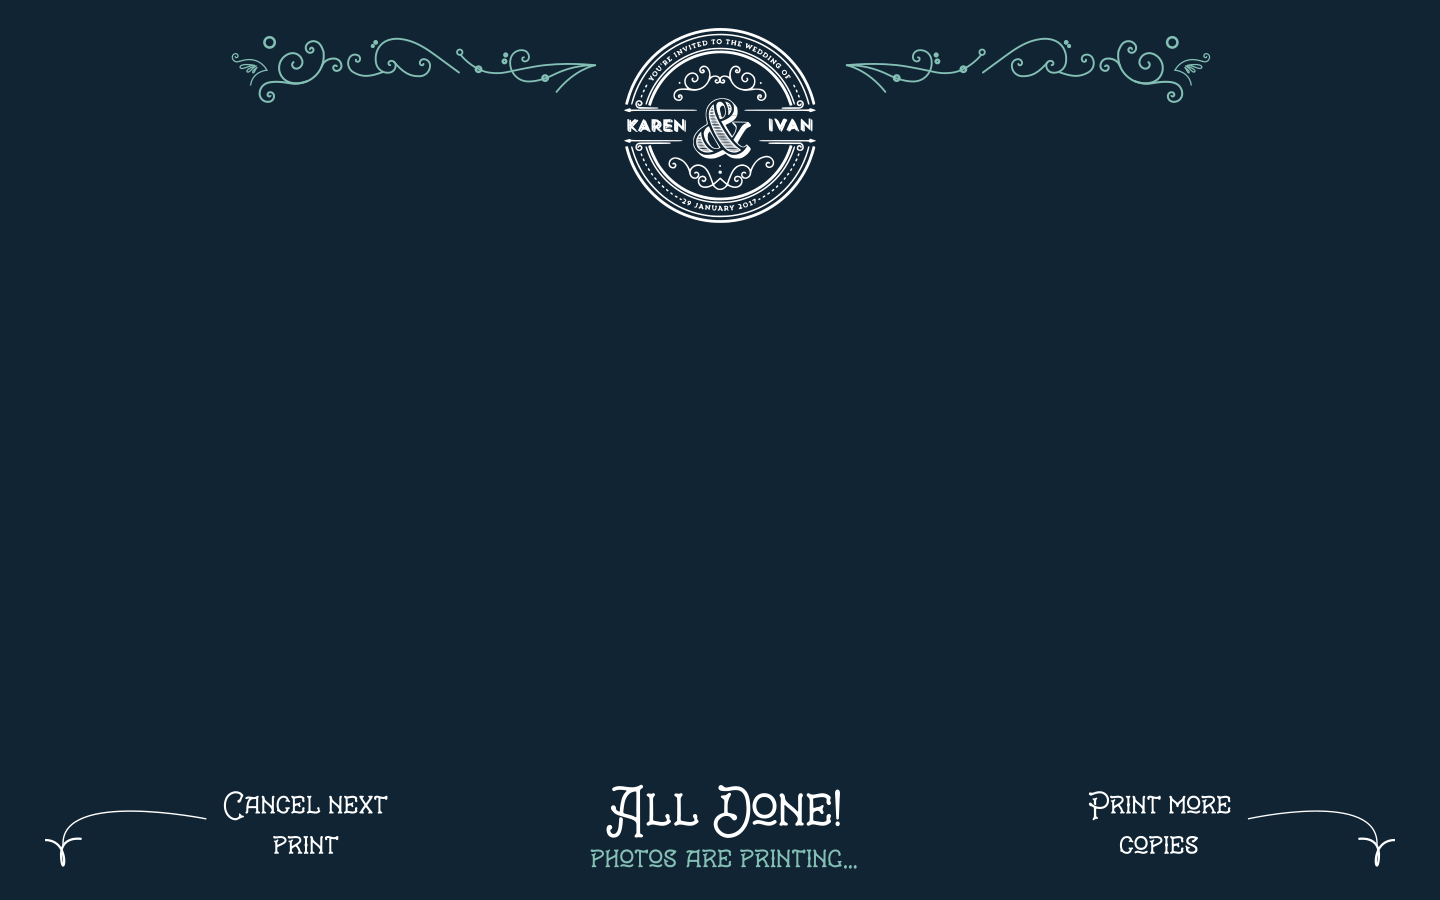 YOU'RE INVITED TO THE WEDDING OF
KAREN & IVAN
29 JANUARY 2017
CANCEL NEXT
PRINT
ALL DONE!
PHOTOS ARE PRINTING...
PRINT MORE
COPIES